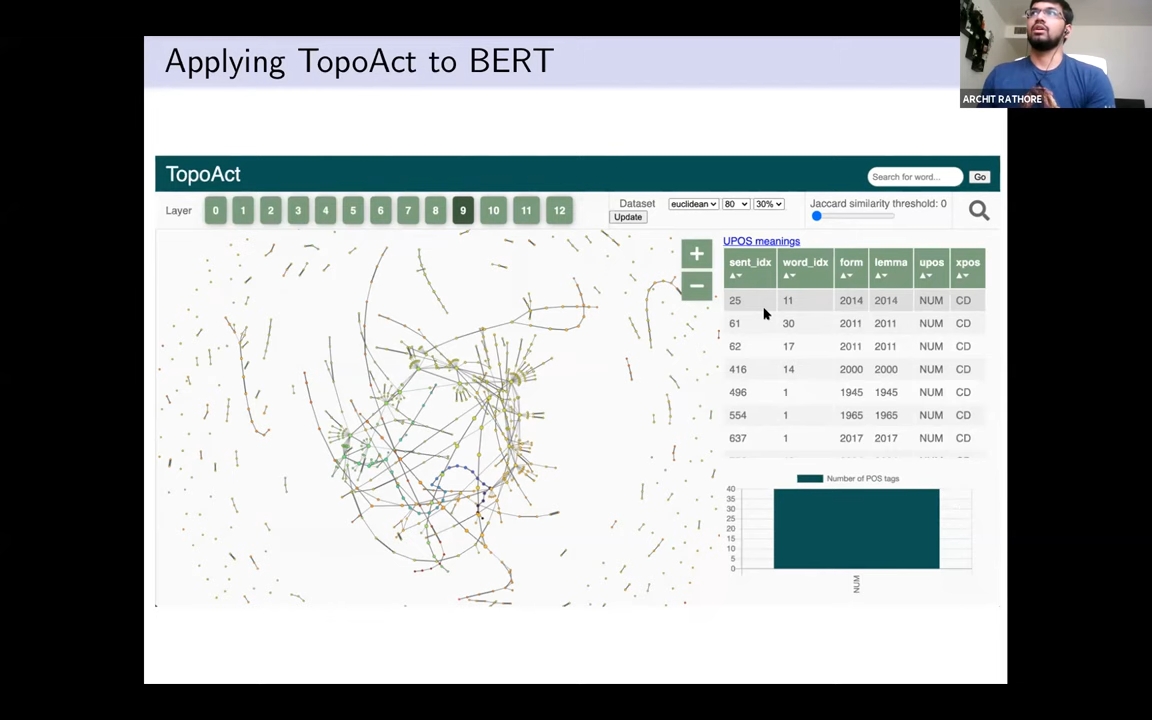 Applying TopoAct to BERT
ARCHIT RATHORE
TopoAct
Search for word...
Go
Layer
0 1 2 3 4 5 6 7 8 9 10 11 12
Dataset euclidean 80 30%
Update
Jaccard similarity threshold: 0
+
−
UPOS meanings
sent_idx word_idx form lemma upos xpos
25 11 2014 2014 NUM CD
61 30 2011 2011 NUM CD
62 17 2011 2011 NUM CD
416 14 2000 2000 NUM CD
496 1 1945 1945 NUM CD
554 1 1965 1965 NUM CD
637 1 2017 2017 NUM CD
Number of POS tags
40
35
30
25
20
15
10
5
0
NUM